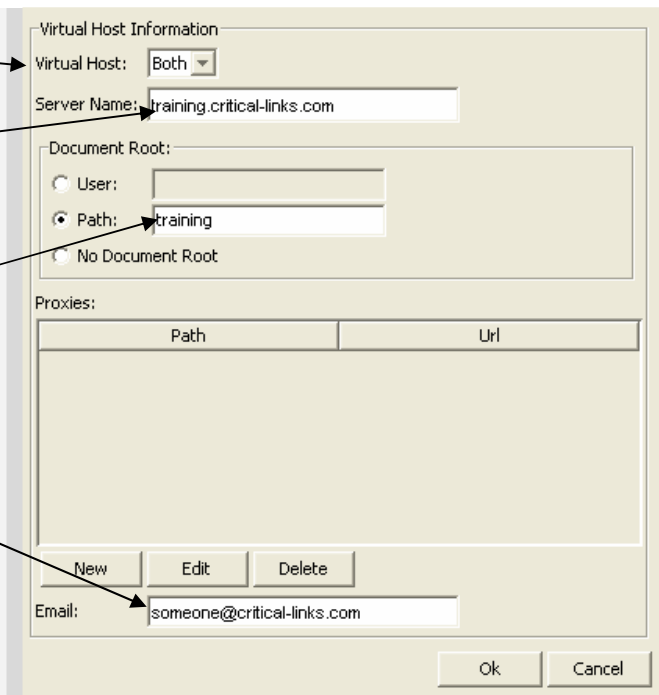 Virtual Host Information
Virtual Host: Both
Server Name: training.critical-links.com
Document Root:
User:
Path: training
No Document Root
Proxies:
Path Url
New Edit Delete
Email: someone@critical-links.com
Ok Cancel